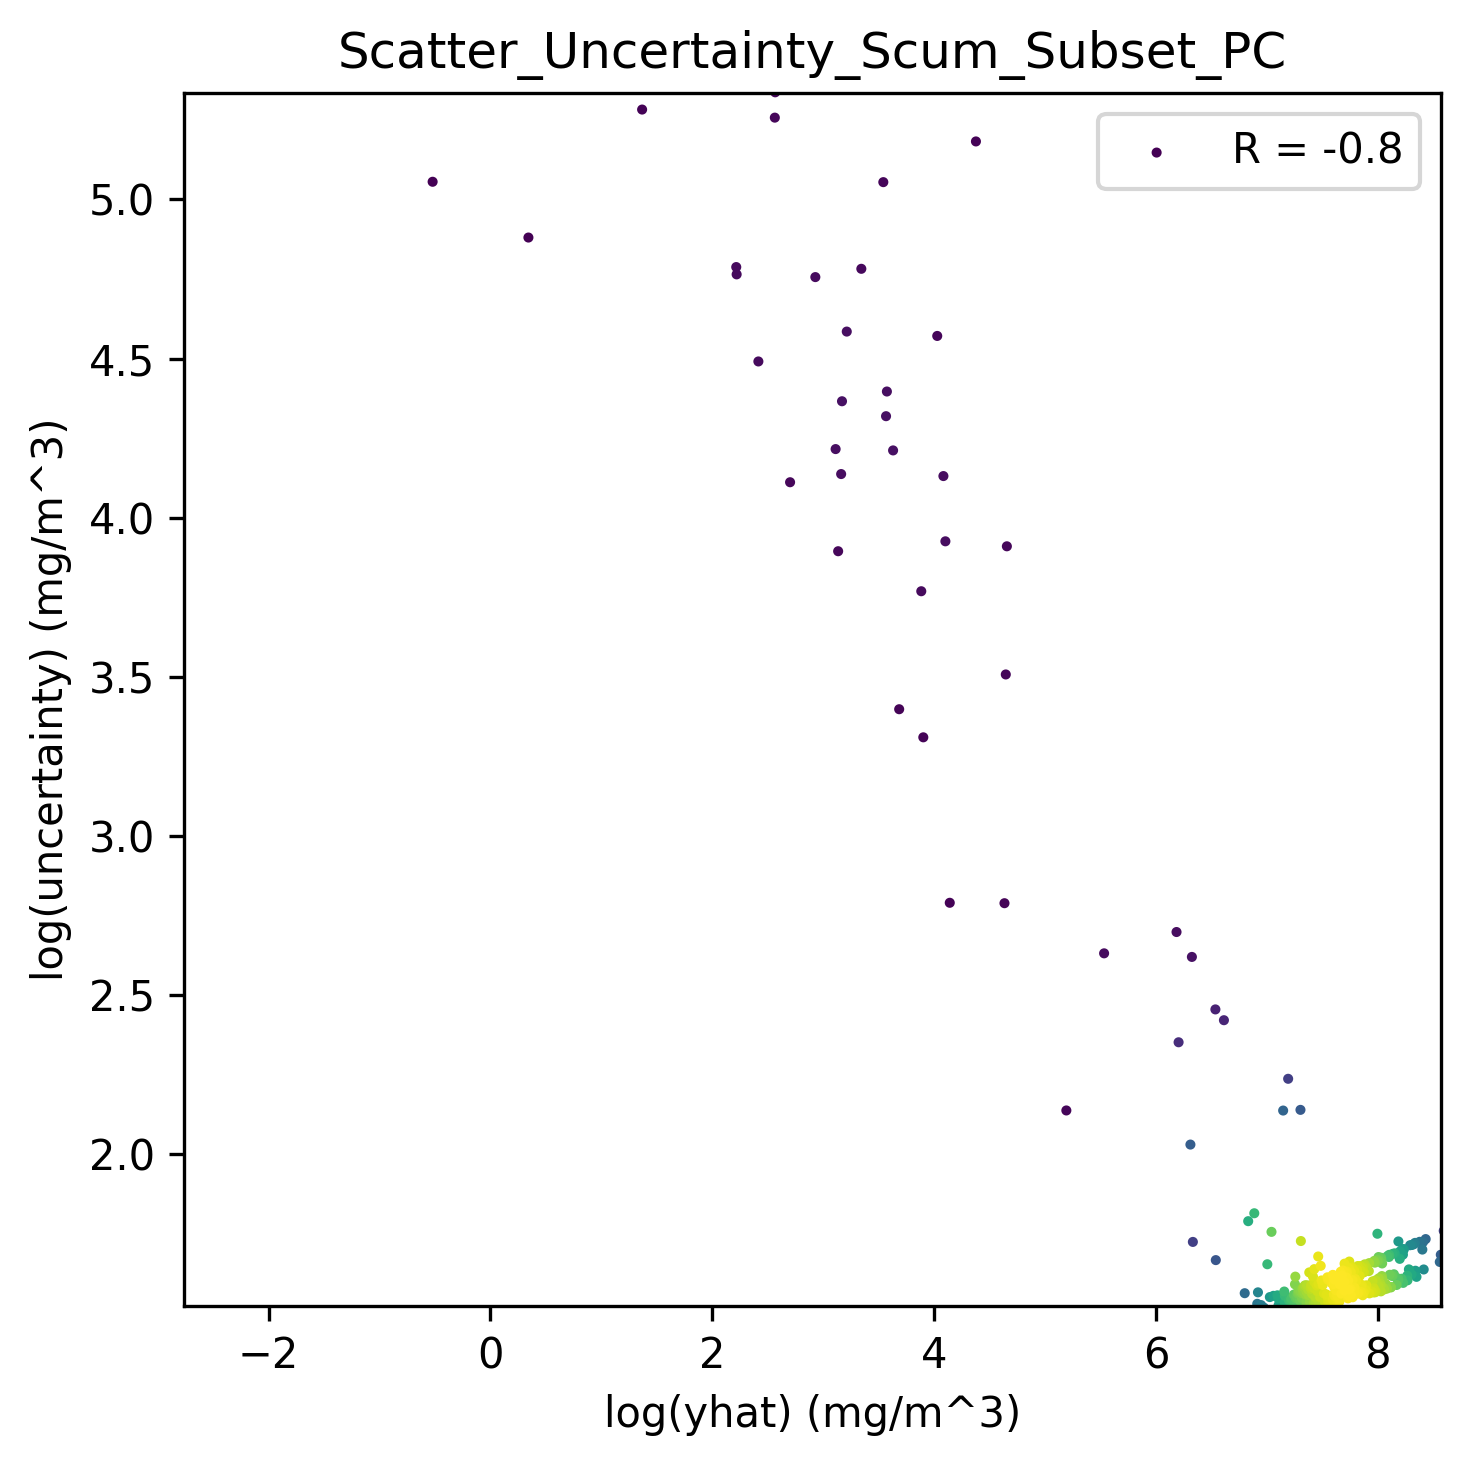 Scatter_Uncertainty_Scum_Subset_PC
R = -0.8
log(uncertainty) (mg/m^3)
5.0
4.5
4.0
3.5
3.0
2.5
2.0
−2 0 2 4 6 8
log(yhat) (mg/m^3)